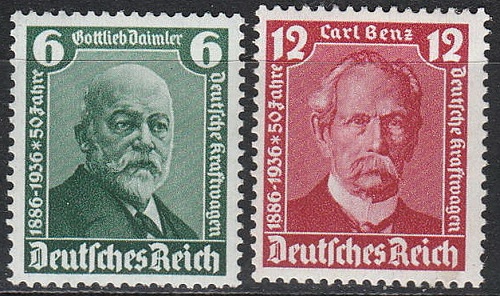 6 Gottlieb Daimler 6
1886-1936 * 50 Jahre
Deutsche Kraftwagen
Deutsches Reich
12 Carl Benz 12
1886-1936 * 50 Jahre
Deutsche Kraftwagen
Deutsches Reich